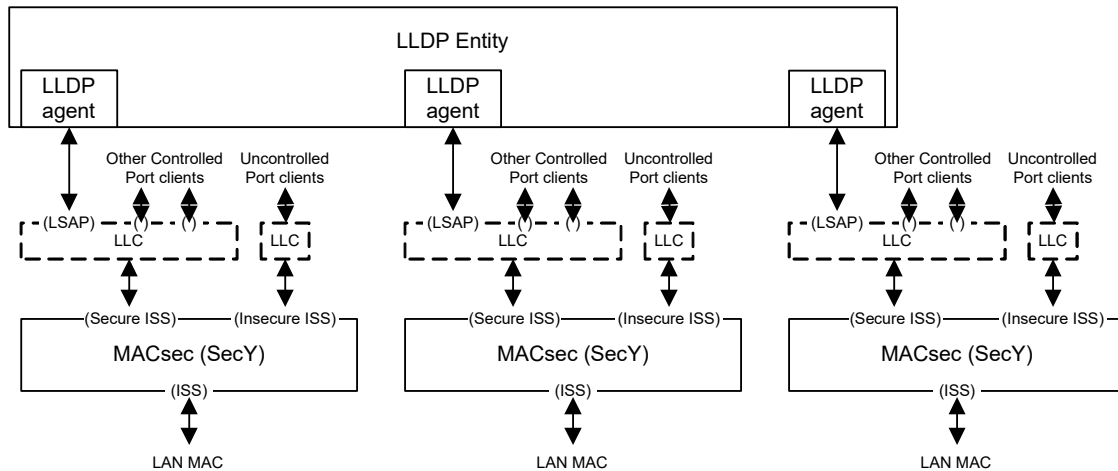 LLDP Entity
LLDP agent LLDP agent LLDP agent
Other Controlled Port clients Uncontrolled Port clients Other Controlled Port clients Uncontrolled Port clients Other Controlled Port clients Uncontrolled Port clients
(LSAP) ( ) ( ) (LSAP) ( ) ( ) (LSAP) ( ) ( )
LLC LLC LLC LLC LLC LLC
(Secure ISS) (Insecure ISS) (Secure ISS) (Insecure ISS) (Secure ISS) (Insecure ISS)
MACsec (SecY) MACsec (SecY) MACsec (SecY)
(ISS) (ISS) (ISS)
LAN MAC LAN MAC LAN MAC